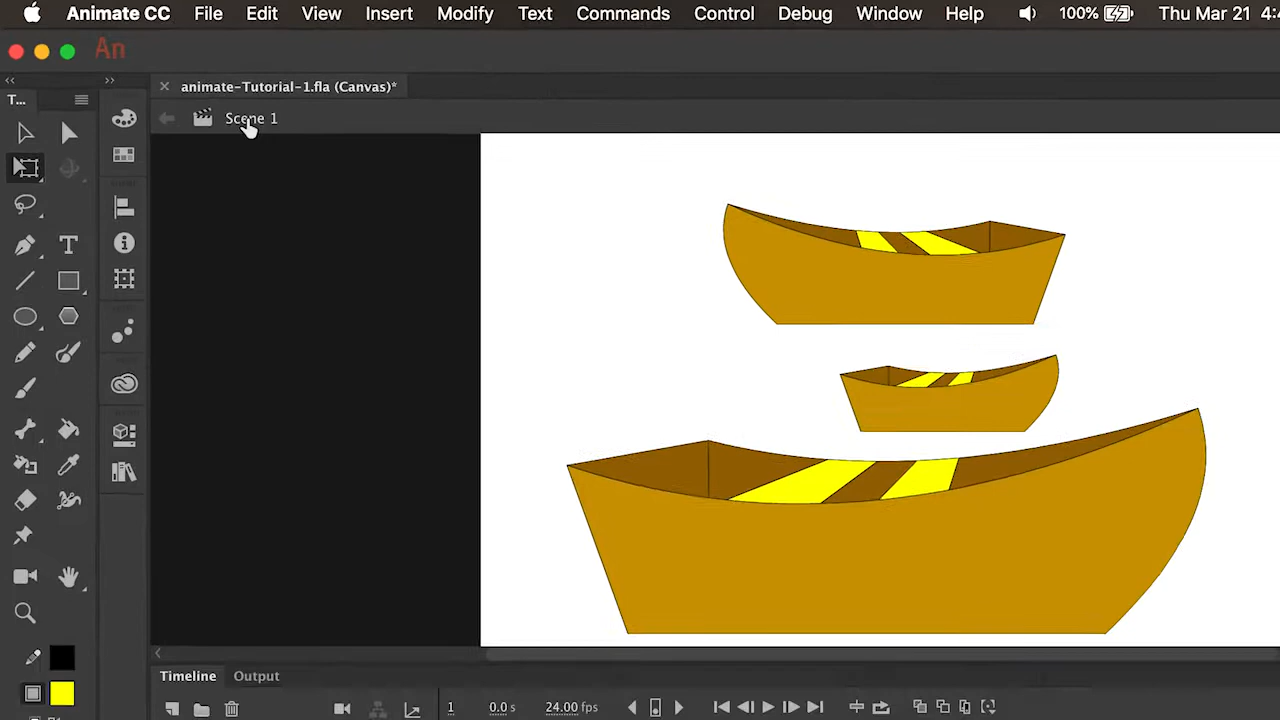 Animate CC File Edit View Insert Modify Text Commands Control Debug Window Help 100% Thu Mar 21 4:
An
animate-Tutorial-1.fla (Canvas)*
T...
Scene 1
T
Timeline Output
1 0.0 s 24.00 fps